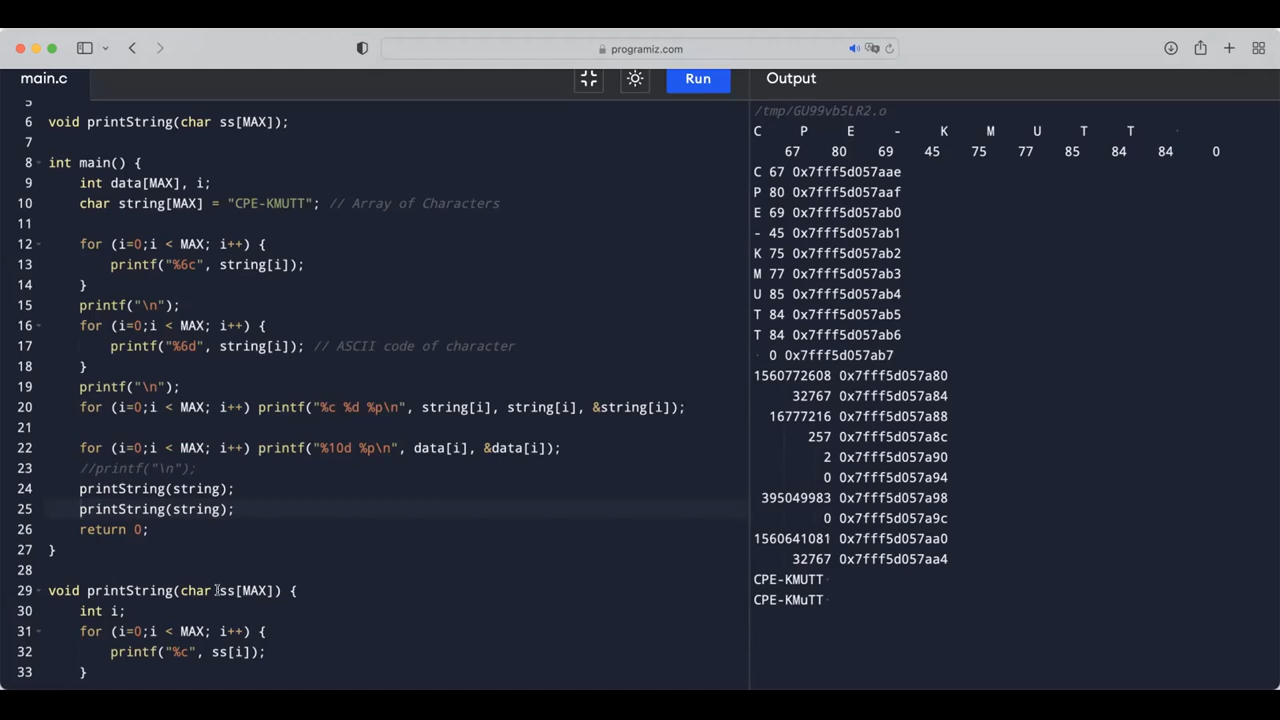 programiz.com
main.c
Run
Output
5
6 void printString(char ss[MAX]);
7
8 int main() {
9 int data[MAX], i;
10 char string[MAX] = "CPE-KMUTT"; // Array of Characters
11
12 for (i=0;i < MAX; i++) {
13 printf("%6c", string[i]);
14 }
15 printf("\n");
16 for (i=0;i < MAX; i++) {
17 printf("%6d", string[i]); // ASCII code of character
18 }
19 printf("\n");
20 for (i=0;i < MAX; i++) printf("%c %d %p\n", string[i], string[i], &string[i]);
21
22 for (i=0;i < MAX; i++) printf("%10d %p\n", data[i], &data[i]);
23 //printf("\n");
24 printString(string);
25 printString(string);
26 return 0;
27 }
28
29 void printString(char ss[MAX]) {
30 int i;
31 for (i=0;i < MAX; i++) {
32 printf("%c", ss[i]);
33 }
/tmp/GU99vb5LR2.o
C P E - K M U T T
67 80 69 45 75 77 85 84 84 0
C 67 0x7fff5d057aae
P 80 0x7fff5d057aaf
E 69 0x7fff5d057ab0
- 45 0x7fff5d057ab1
K 75 0x7fff5d057ab2
M 77 0x7fff5d057ab3
U 85 0x7fff5d057ab4
T 84 0x7fff5d057ab5
T 84 0x7fff5d057ab6
0 0x7fff5d057ab7
1560772608 0x7fff5d057a80
32767 0x7fff5d057a84
16777216 0x7fff5d057a88
257 0x7fff5d057a8c
2 0x7fff5d057a90
0 0x7fff5d057a94
395049983 0x7fff5d057a98
0 0x7fff5d057a9c
1560641081 0x7fff5d057aa0
32767 0x7fff5d057aa4
CPE-KMUTT
CPE-KMuTT